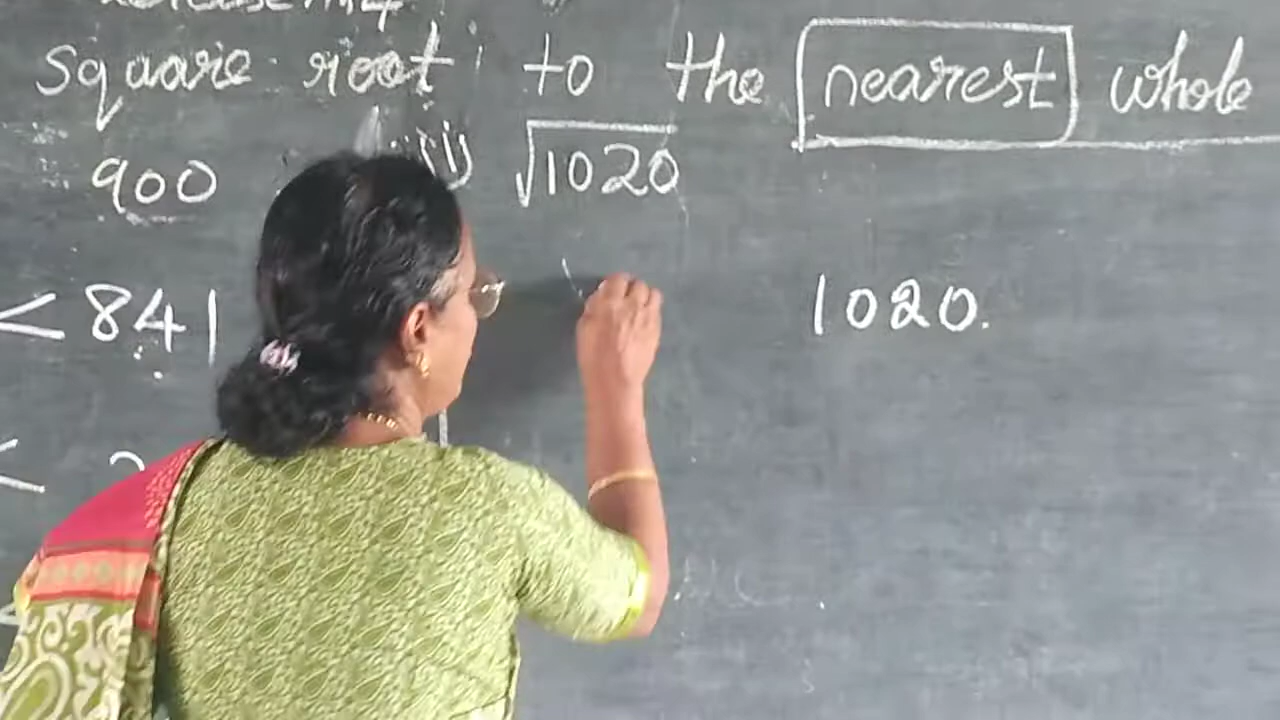 square root to the nearest whole
900 ii) √1020
< 841 1020.
<